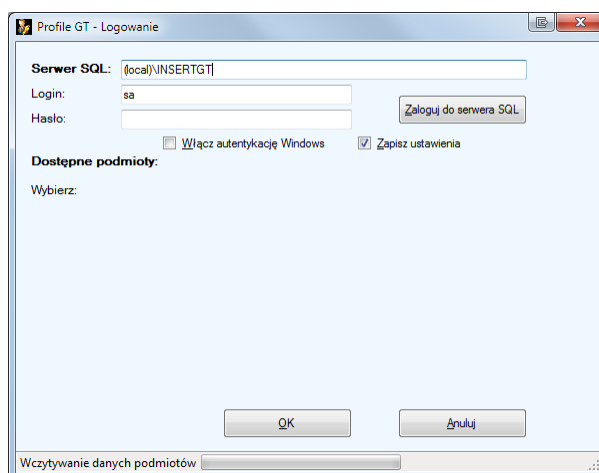 Profile GT - Logowanie
Serwer SQL: (local)\INSERTGT
Login: sa
Hasło:
Zaloguj do serwera SQL
Włącz autentykację Windows Zapisz ustawienia
Dostępne podmioty:
Wybierz:
OK Anuluj
Wczytywanie danych podmiotów